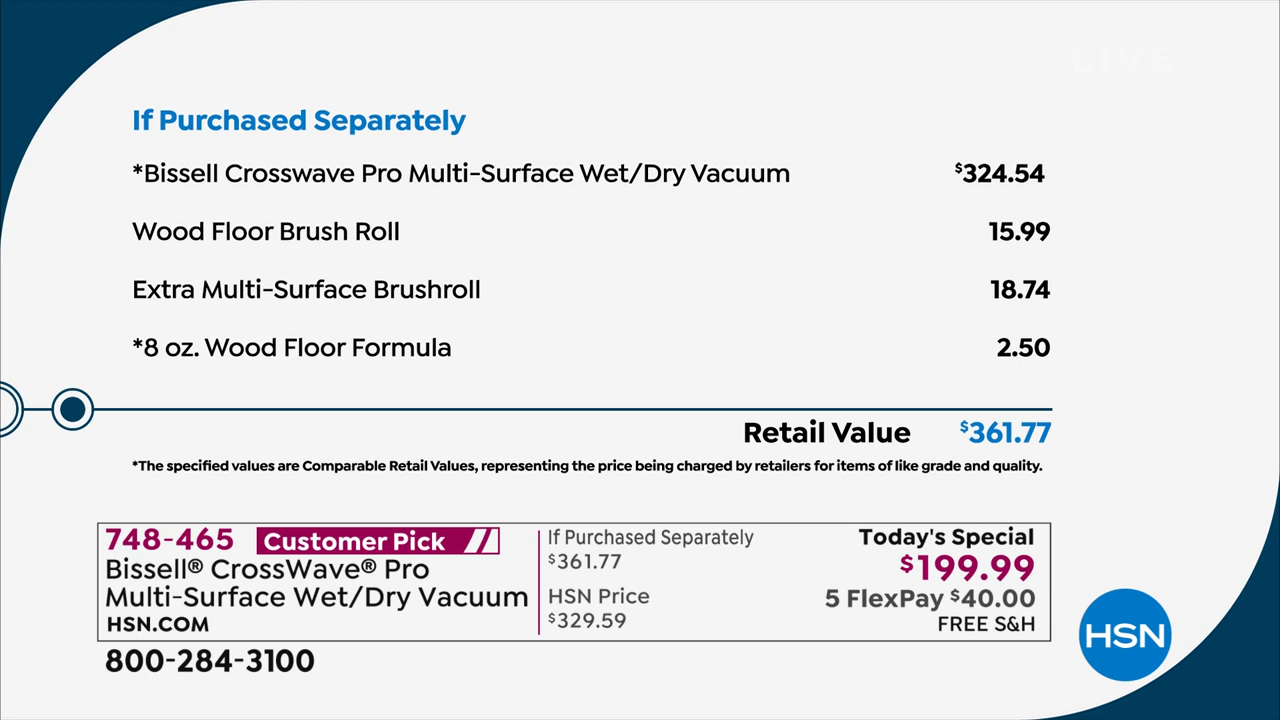 LIVE
If Purchased Separately
*Bissell Crosswave Pro Multi-Surface Wet/Dry Vacuum $324.54
Wood Floor Brush Roll 15.99
Extra Multi-Surface Brushroll 18.74
*8 oz. Wood Floor Formula 2.50
Retail Value $361.77
*The specified values are Comparable Retail Values, representing the price being charged by retailers for items of like grade and quality.
748-465 Customer Pick
Bissell® CrossWave® Pro
Multi-Surface Wet/Dry Vacuum
HSN.COM
If Purchased Separately
$361.77
HSN Price
$329.59
Today's Special
$199.99
5 FlexPay $40.00
FREE S&H
HSN
800-284-3100